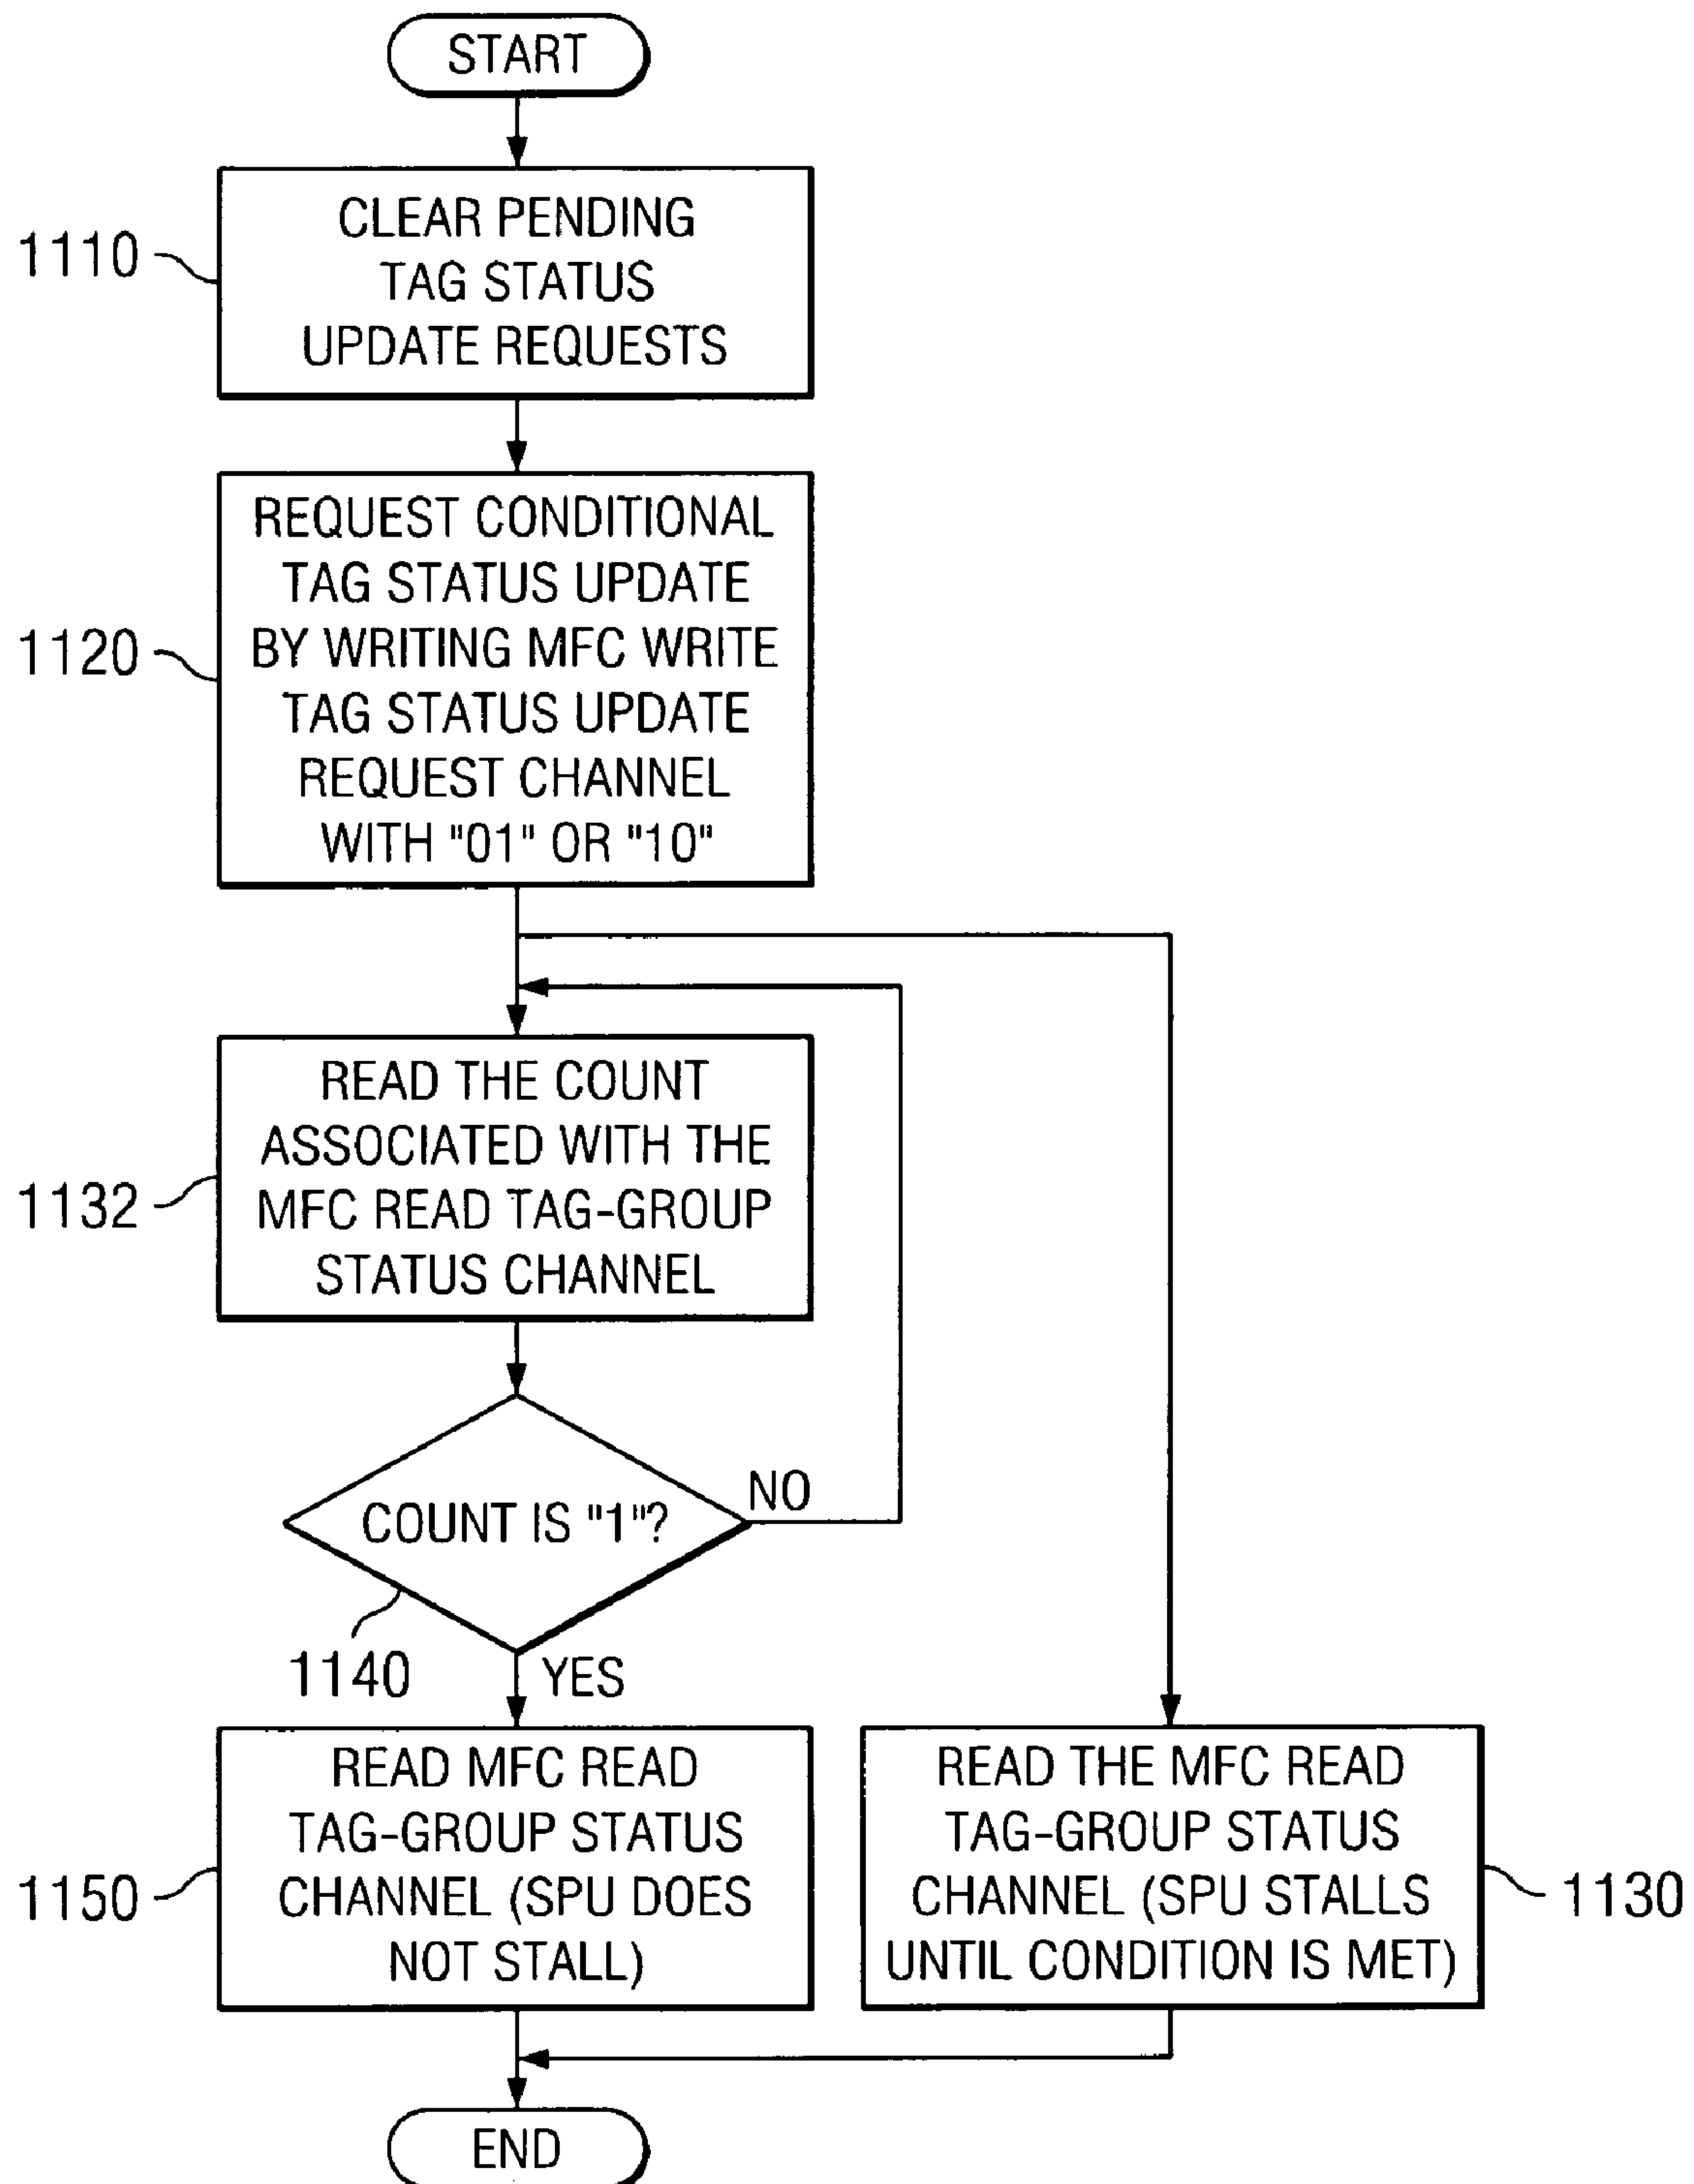 START
CLEAR PENDING
TAG STATUS
UPDATE REQUESTS
1110
REQUEST CONDITIONAL
TAG STATUS UPDATE
BY WRITING MFC WRITE
TAG STATUS UPDATE
REQUEST CHANNEL
WITH "01" OR "10"
1120
READ THE COUNT
ASSOCIATED WITH THE
MFC READ TAG-GROUP
STATUS CHANNEL
1132
COUNT IS "1"?
NO
1140
YES
READ MFC READ
TAG-GROUP STATUS
CHANNEL (SPU DOES
NOT STALL)
1150
READ THE MFC READ
TAG-GROUP STATUS
CHANNEL (SPU STALLS
UNTIL CONDITION IS MET)
1130
END